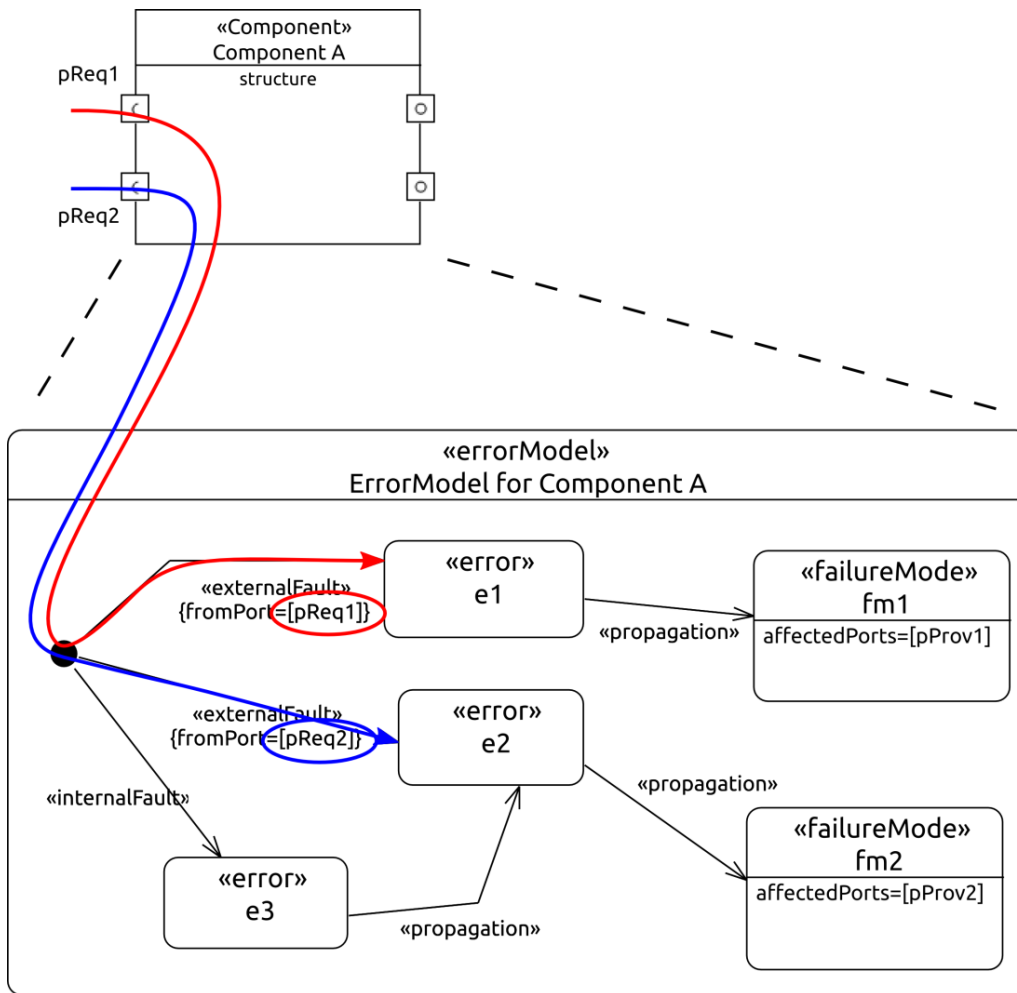 «Component»
Component A
structure
pReq1
pReq2
«errorModel»
ErrorModel for Component A
«error»
e1
«externalFault»
{fromPort=[pReq1]}
«propagation»
«failureMode»
fm1
affectedPorts=[pProv1]
«externalFault»
{fromPort=[pReq2]}
«error»
e2
«propagation»
«internalFault»
«failureMode»
fm2
affectedPorts=[pProv2]
«error»
e3
«propagation»